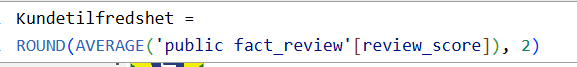 Kundetilfredshet =
ROUND(AVERAGE('public fact_review'[review_score]), 2)